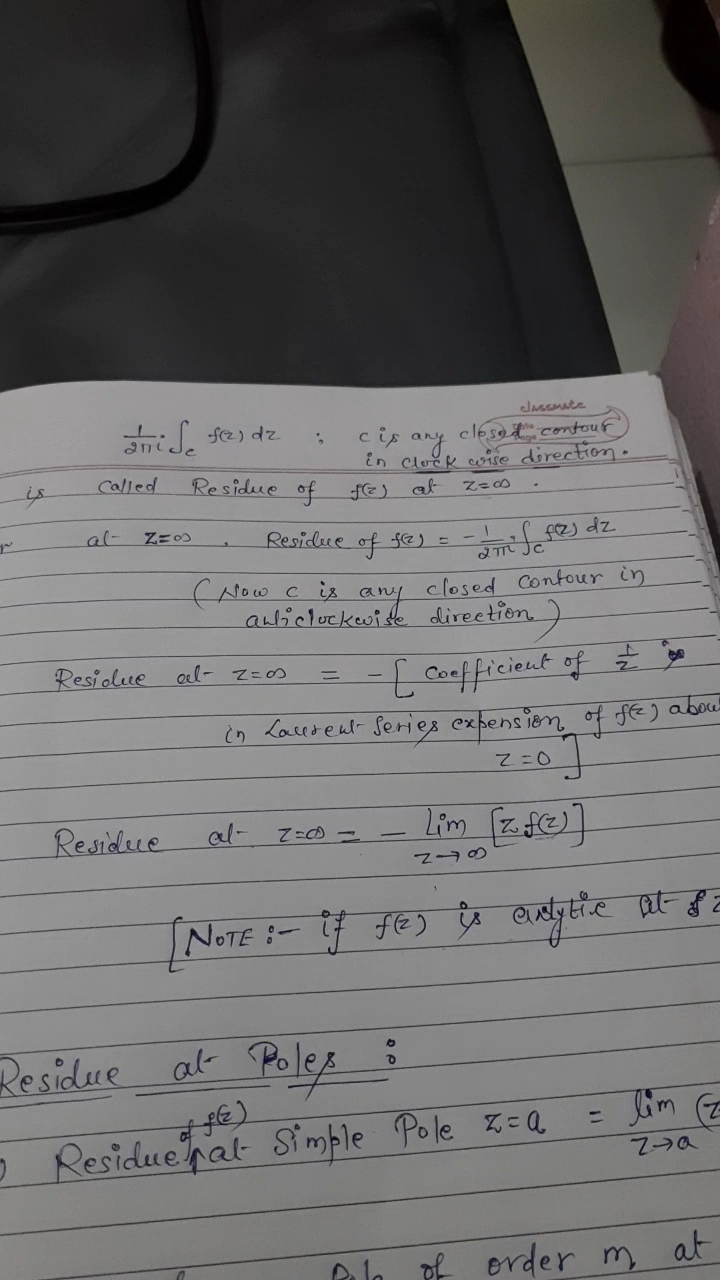 classmate
1/2πi ∫c f(z) dz ; c is any closed contour
in clock wise direction.
is called Residue of f(z) at z=∞ .
at z=∞ , Residue of f(z) = -1/2πi ∫c f(z) dz
(Now c is any closed contour in
anticlockwise direction)
Residue at z=∞ = -[coefficient of 1/z
in Laurent series expension of f(z) abou
z=0]
Residue at z=∞ = - lim z→∞ [z f(z)]
[NOTE :- if f(z) is analytic at z
Residue at Poles :
Residue of f(z) at Simple Pole z=a = lim z→a (z
of order m at